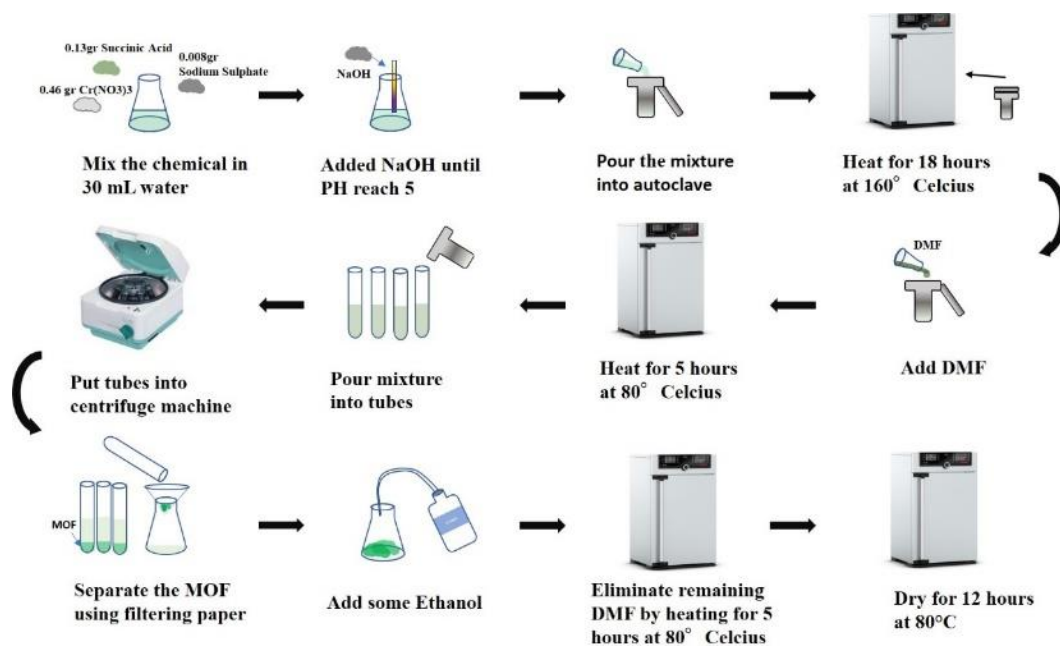 0.13gr Succinic Acid
0.008gr
Sodium Sulphate
0.46 gr Cr(NO3)3
Mix the chemical in
30 mL water
NaOH
Added NaOH until
PH reach 5
Pour the mixture
into autoclave
Heat for 18 hours
at 160° Celcius
DMF
Add DMF
Heat for 5 hours
at 80° Celcius
Pour mixture
into tubes
Put tubes into
centrifuge machine
MOF
Separate the MOF
using filtering paper
Add some Ethanol
Eliminate remaining
DMF by heating for 5
hours at 80° Celcius
Dry for 12 hours
at 80°C